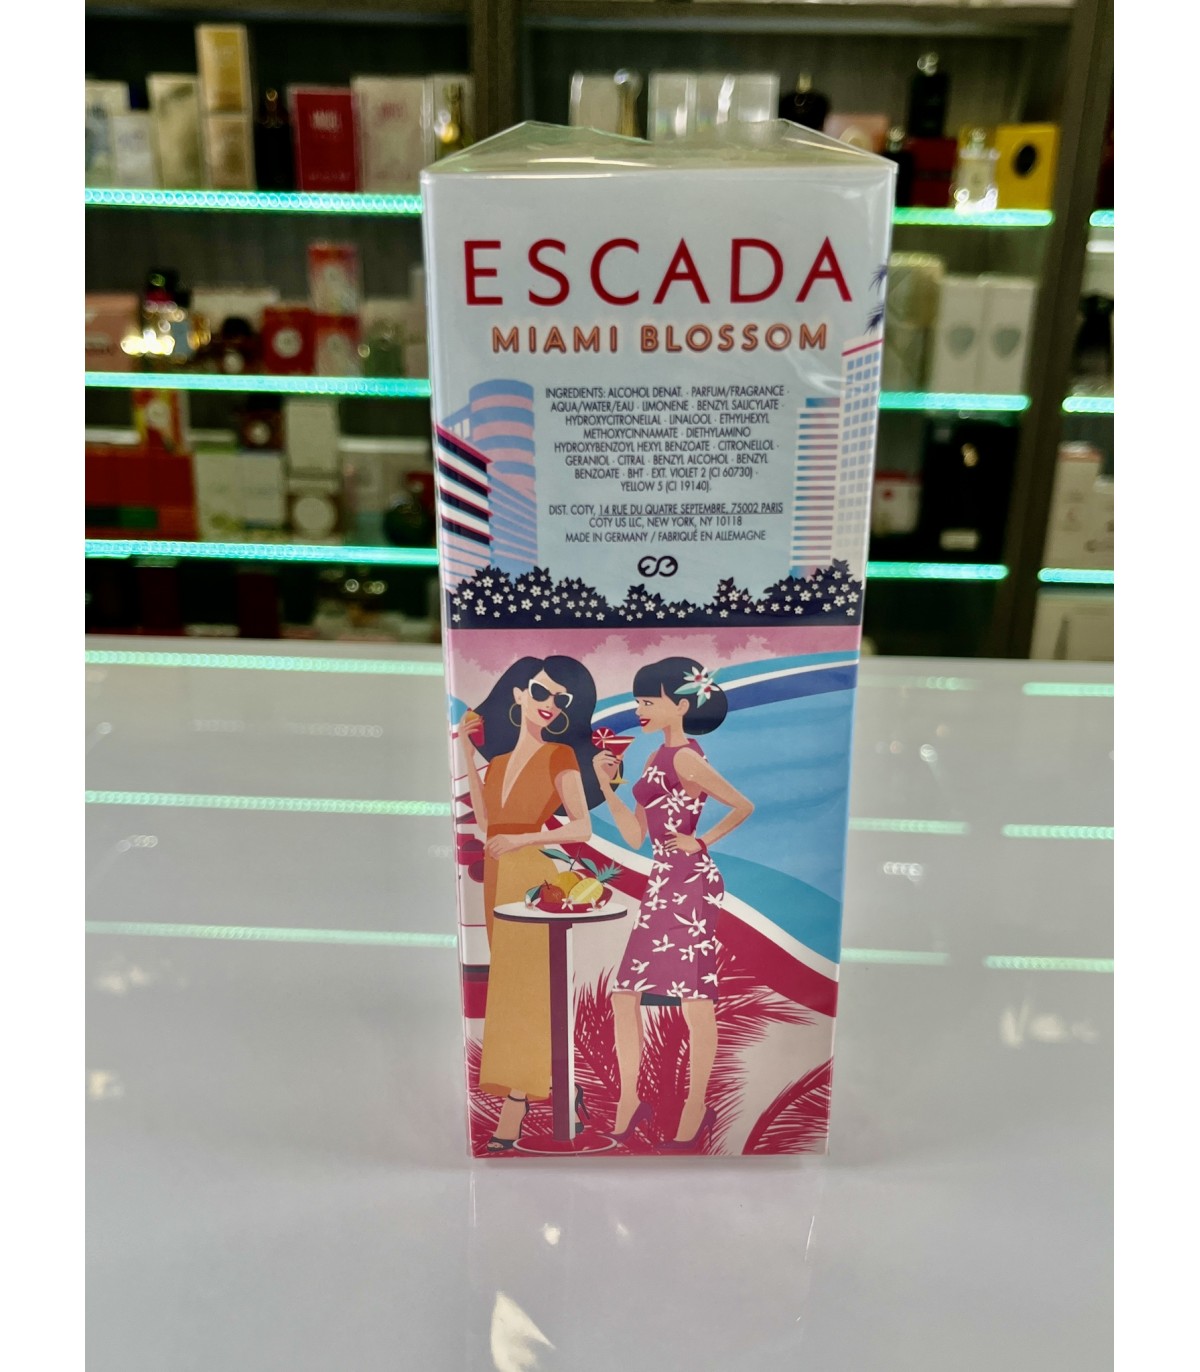 ESCADA
MIAMI BLOSSOM
INGREDIENTS: ALCOHOL DENAT. · PARFUM/FRAGRANCE ·
AQUA/WATER/EAU · LIMONENE · BENZYL SALICYLATE ·
HYDROXYCITRONELLAL · LINALOOL · ETHYLHEXYL
METHOXYCINNAMATE · DIETHYLAMINO
HYDROXYBENZOYL HEXYL BENZOATE · CITRONELLOL ·
GERANIOL · CITRAL · BENZYL ALCOHOL · BENZYL
BENZOATE · BHT · EXT. VIOLET 2 (CI 60730) ·
YELLOW 5 (CI 19140).
DIST. COTY, 14 RUE DU QUATRE SEPTEMBRE, 75002 PARIS
COTY US LLC, NEW YORK, NY 10118
MADE IN GERMANY / FABRIQUÉ EN ALLEMAGNE